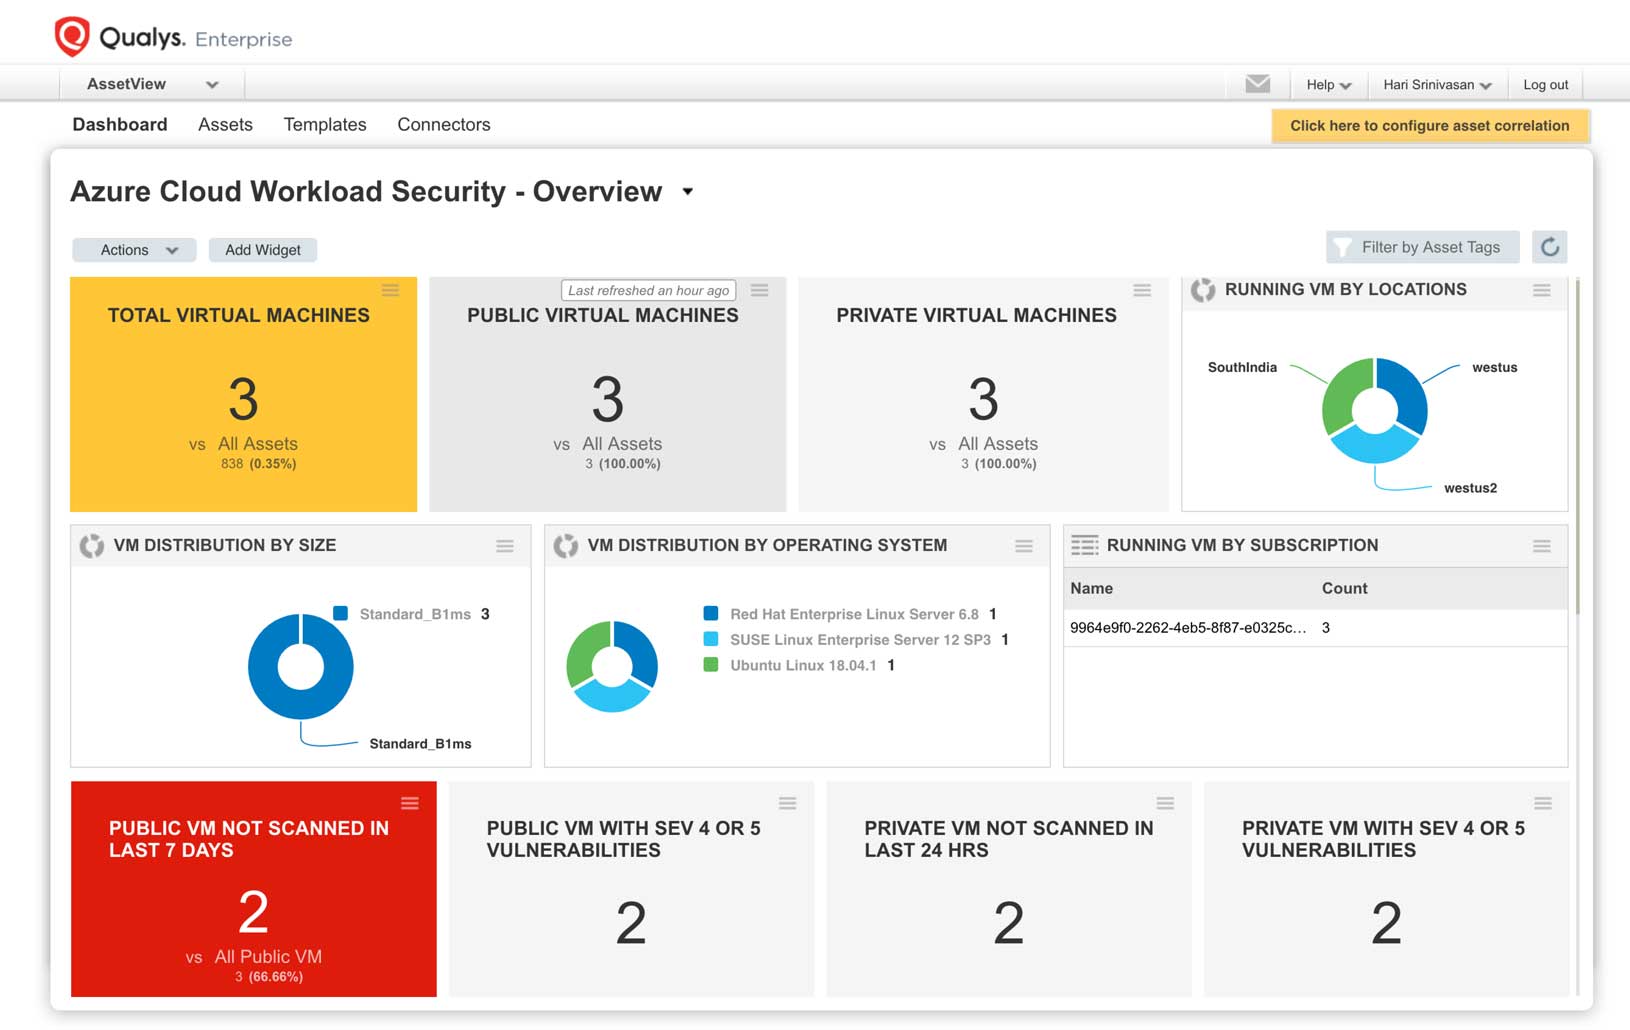 Qualys. Enterprise
AssetView
Help
Hari Srinivasan
Log out
Dashboard
Assets
Templates
Connectors
Click here to configure asset correlation
Azure Cloud Workload Security - Overview
Actions
Add Widget
Filter by Asset Tags
TOTAL VIRTUAL MACHINES
3
vs All Assets
838 (0.35%)
Last refreshed an hour ago
PUBLIC VIRTUAL MACHINES
3
vs All Assets
3 (100.00%)
PRIVATE VIRTUAL MACHINES
3
vs All Assets
3 (100.00%)
RUNNING VM BY LOCATIONS
SouthIndia
westus
westus2
VM DISTRIBUTION BY SIZE
Standard_B1ms 3
Standard_B1ms
VM DISTRIBUTION BY OPERATING SYSTEM
Red Hat Enterprise Linux Server 6.8 1
SUSE Linux Enterprise Server 12 SP3 1
Ubuntu Linux 18.04.1 1
RUNNING VM BY SUBSCRIPTION
Name Count
9964e9f0-2262-4eb5-8f87-e0325c... 3
PUBLIC VM NOT SCANNED IN
LAST 7 DAYS
2
vs All Public VM
3 (66.66%)
PUBLIC VM WITH SEV 4 OR 5
VULNERABILITIES
2
PRIVATE VM NOT SCANNED IN
LAST 24 HRS
2
PRIVATE VM WITH SEV 4 OR 5
VULNERABILITIES
2